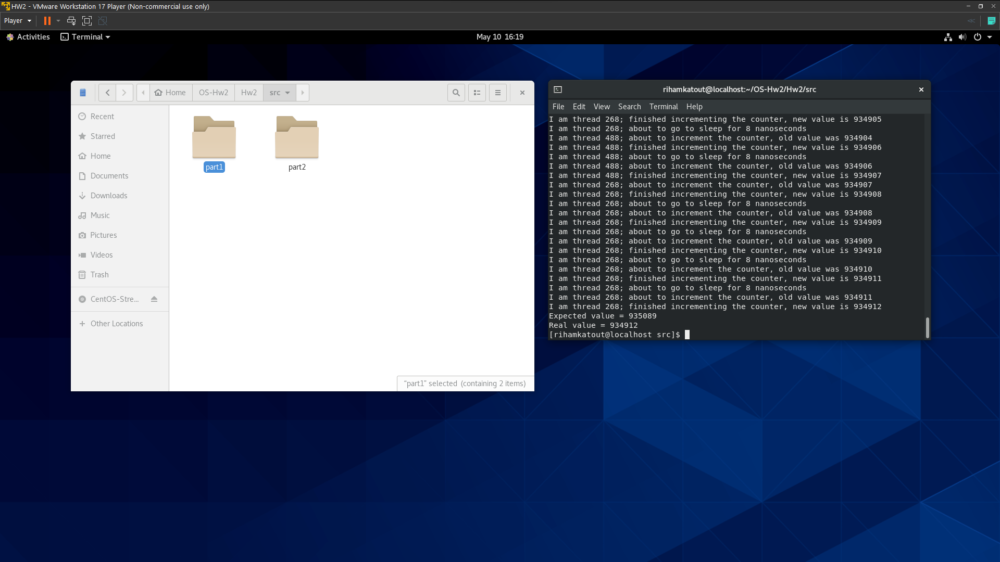 HW2 - VMware Workstation 17 Player (Non-commercial use only)
Player
Activities
Terminal
May 10 16:19
Home
OS-Hw2
Hw2
src
Recent
Starred
Home
Documents
Downloads
Music
Pictures
Videos
Trash
CentOS-Stre...
Other Locations
part1
part2
“part1” selected (containing 2 items)
rihamkatout@localhost:~/OS-Hw2/Hw2/src
File Edit View Search Terminal Help
I am thread 268; finished incrementing the counter, new value is 934905
I am thread 268; about to go to sleep for 8 nanoseconds
I am thread 488; about to increment the counter, old value was 934904
I am thread 488; finished incrementing the counter, new value is 934906
I am thread 488; about to go to sleep for 8 nanoseconds
I am thread 488; about to increment the counter, old value was 934906
I am thread 488; finished incrementing the counter, new value is 934907
I am thread 268; about to increment the counter, old value was 934907
I am thread 268; finished incrementing the counter, new value is 934908
I am thread 268; about to go to sleep for 8 nanoseconds
I am thread 268; about to increment the counter, old value was 934908
I am thread 268; finished incrementing the counter, new value is 934909
I am thread 268; about to go to sleep for 8 nanoseconds
I am thread 268; about to increment the counter, old value was 934909
I am thread 268; finished incrementing the counter, new value is 934910
I am thread 268; about to go to sleep for 8 nanoseconds
I am thread 268; about to increment the counter, old value was 934910
I am thread 268; finished incrementing the counter, new value is 934911
I am thread 268; about to go to sleep for 8 nanoseconds
I am thread 268; about to increment the counter, old value was 934911
I am thread 268; finished incrementing the counter, new value is 934912
Expected value = 935089
Real value = 934912
[rihamkatout@localhost src]$